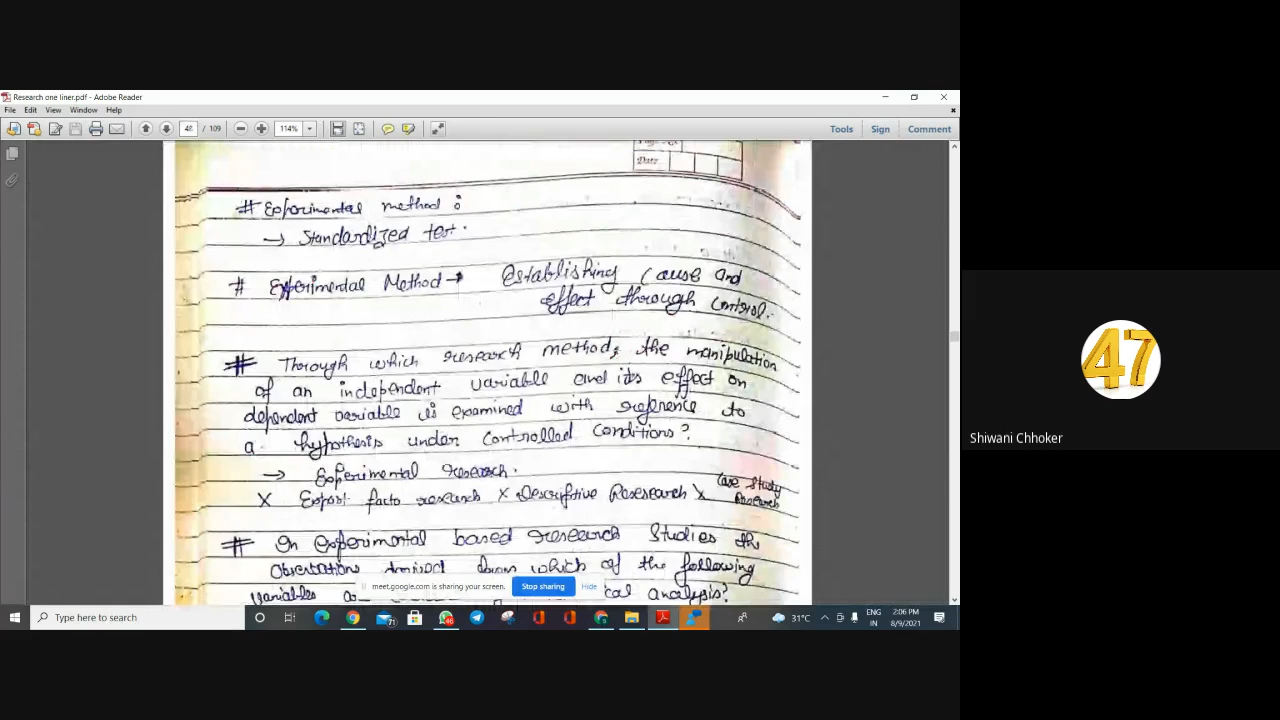 Research one liner.pdf - Adobe Reader
File Edit View Window Help
48 / 109 114% Tools Sign Comment
Date
# Experimental method :
→ Standardized test.
# Experimental Method → Establishing cause and
effect through control.
# Through which research method, the manipulation
of an independent variable and its effect on
dependent variable is examined with reference to
a hypothesis under controlled conditions?
→ Experimental research.
X Expost facto research X Descriptive Research X Case Study
Research
# In experimental based research Studies the
which of the following
variables
meet.google.com is sharing your screen. Stop sharing Hide
analysis?
47
Shiwani Chhoker
Type here to search
71
46
31°C
ENG
IN
2:06 PM
8/9/2021